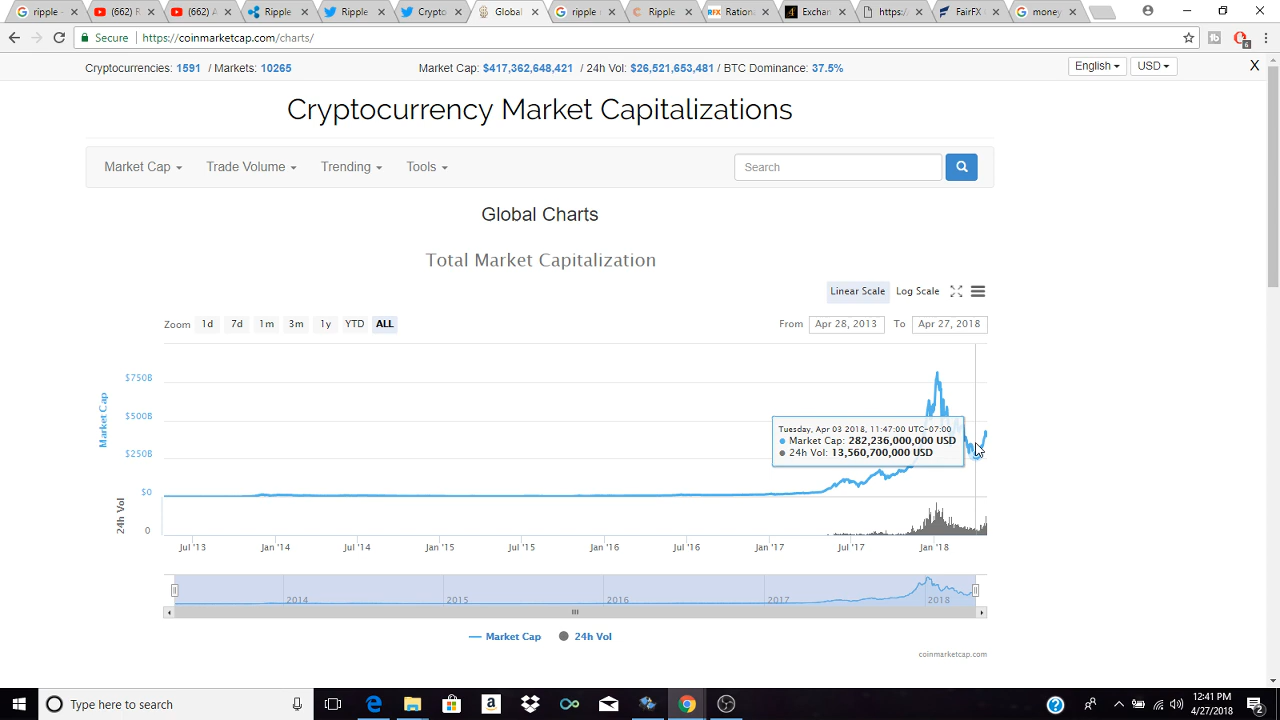 ripple -
(662) R
(662) A
Ripple
Ripple
Crypto
Global
ripple
Ripple
Ration
Exchan
https:/
FairFX
money
Secure https://coinmarketcap.com/charts/
Cryptocurrencies: 1591 / Markets: 10265
Market Cap: $417,362,648,421 / 24h Vol: $26,521,653,481 / BTC Dominance: 37.5%
English
USD
X
Cryptocurrency Market Capitalizations
Market Cap
Trade Volume
Trending
Tools
Search
Global Charts
Total Market Capitalization
Linear Scale
Log Scale
Zoom 1d 7d 1m 3m 1y YTD ALL
From Apr 28, 2013 To Apr 27, 2018
$750B
$500B
$250B
$0
Market Cap
24h Vol
0
Tuesday, Apr 03 2018, 11:47:00 UTC-07:00
Market Cap: 282,236,000,000 USD
24h Vol: 13,560,700,000 USD
Jul '13 Jan '14 Jul '14 Jan '15 Jul '15 Jan '16 Jul '16 Jan '17 Jul '17 Jan '18
2014 2015 2016 2017 2018
Market Cap
24h Vol
coinmarketcap.com
Type here to search
12:41 PM
4/27/2018